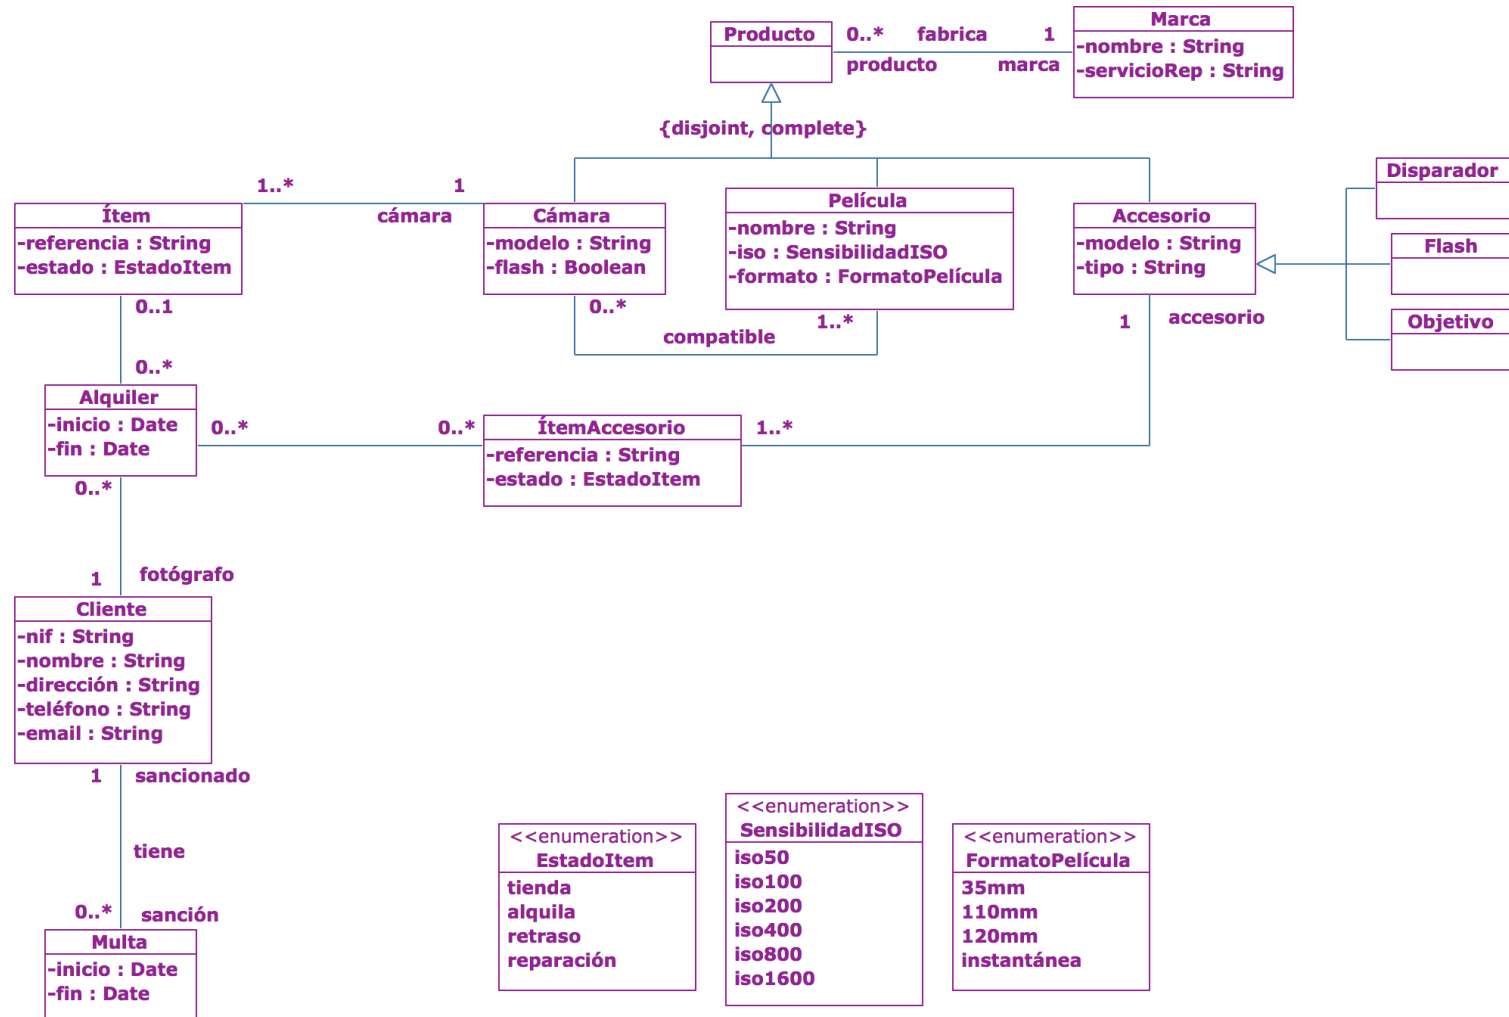 Producto
0..* fabrica 1
producto marca
Marca
-nombre : String
-servicioRep : String
{disjoint, complete}
1..* 1
cámara
Ítem
-referencia : String
-estado : EstadoItem
0..1
Cámara
-modelo : String
-flash : Boolean
0..*
Película
-nombre : String
-iso : SensibilidadISO
-formato : FormatoPelícula
1..*
compatible
Accesorio
-modelo : String
-tipo : String
1 accesorio
Disparador
Flash
Objetivo
0..*
Alquiler
-inicio : Date
-fin : Date
0..* 0..*
ÍtemAccesorio
-referencia : String
-estado : EstadoItem
1..*
0..*
1 fotógrafo
Cliente
-nif : String
-nombre : String
-dirección : String
-teléfono : String
-email : String
1 sancionado
tiene
0..* sanción
Multa
-inicio : Date
-fin : Date
<<enumeration>>
EstadoItem
tienda
alquila
retraso
reparación
<<enumeration>>
SensibilidadISO
iso50
iso100
iso200
iso400
iso800
iso1600
<<enumeration>>
FormatoPelícula
35mm
110mm
120mm
instantánea